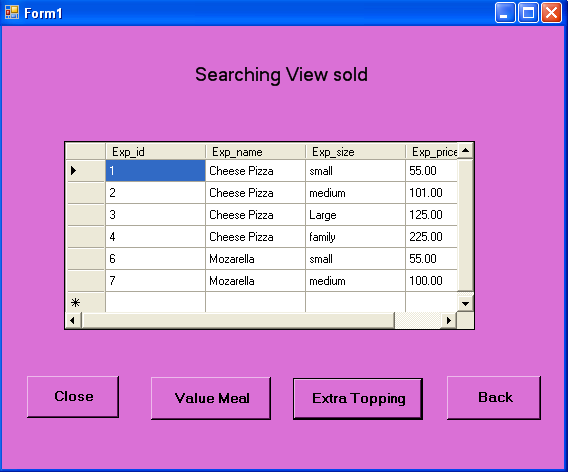 Form1
Searching View sold
Exp_id Exp_name Exp_size Exp_price
1 Cheese Pizza small 55.00
2 Cheese Pizza medium 101.00
3 Cheese Pizza Large 125.00
4 Cheese Pizza family 225.00
6 Mozarella small 55.00
7 Mozarella medium 100.00
Close Value Meal Extra Topping Back